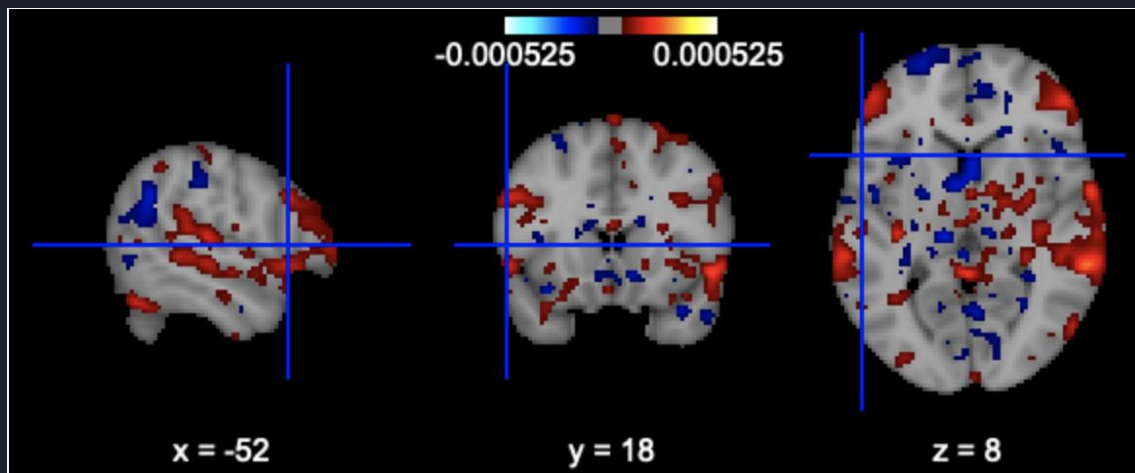 -0.000525 0.000525
x = -52 y = 18 z = 8